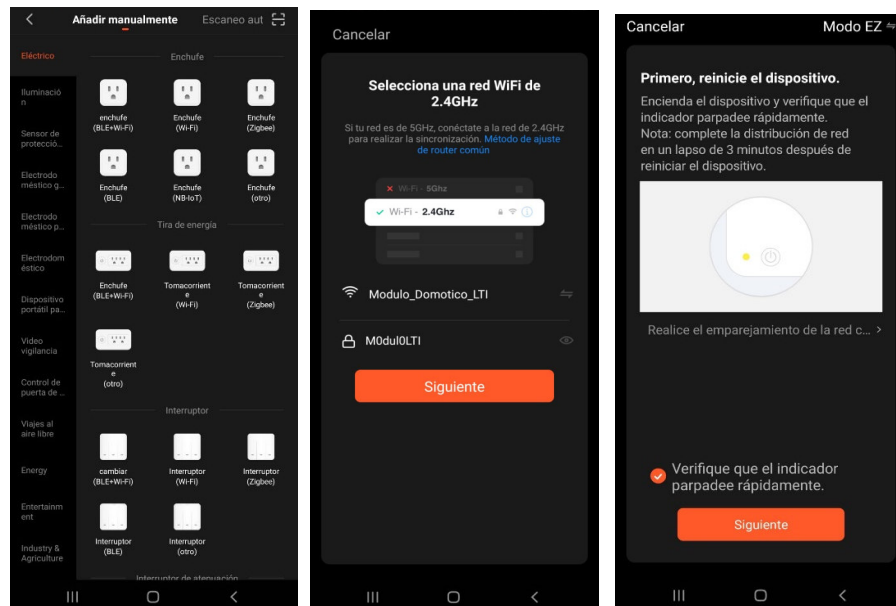 Añadir manualmente Escaneo aut
Eléctrico
Iluminació
n
Sensor de
protecció...
Electrodo
méstico g...
Electrodo
méstico p...
Electrodom
éstico
Dispositivo
portátil pa...
Video
vigilancia
Control de
puerta de ...
Viajes al
aire libre
Energy
Entertainm
ent
Industry &
Agriculture
Enchufe
enchufe
(BLE+Wi-Fi)
Enchufe
(Wi-Fi)
Enchufe
(Zigbee)
Enchufe
(BLE)
Enchufe
(NB-IoT)
Enchufe
(otro)
Tira de energía
Enchufe
(BLE+Wi-Fi)
Tomacorrient
e
(Wi-Fi)
Tomacorrient
e
(Zigbee)
Tomacorrient
e
(otro)
Interruptor
cambiar
(BLE+Wi-Fi)
Interruptor
(Wi-Fi)
Interruptor
(Zigbee)
Interruptor
(BLE)
Interruptor
(otro)
Interruptor de atenuación
Cancelar
Selecciona una red WiFi de
2.4GHz
Si tu red es de 5GHz, conéctate a la red de 2.4GHz
para realizar la sincronización. Método de ajuste
de router común
Wi-Fi - 5Ghz
Wi-Fi - 2.4Ghz
Modulo_Domotico_LTI
M0dul0LTI
Siguiente
Cancelar Modo EZ
Primero, reinicie el dispositivo.
Encienda el dispositivo y verifique que el
indicador parpadee rápidamente.
Nota: complete la distribución de red
en un lapso de 3 minutos después de
reiniciar el dispositivo.
Realice el emparejamiento de la red c... >
Verifique que el indicador
parpadee rápidamente.
Siguiente